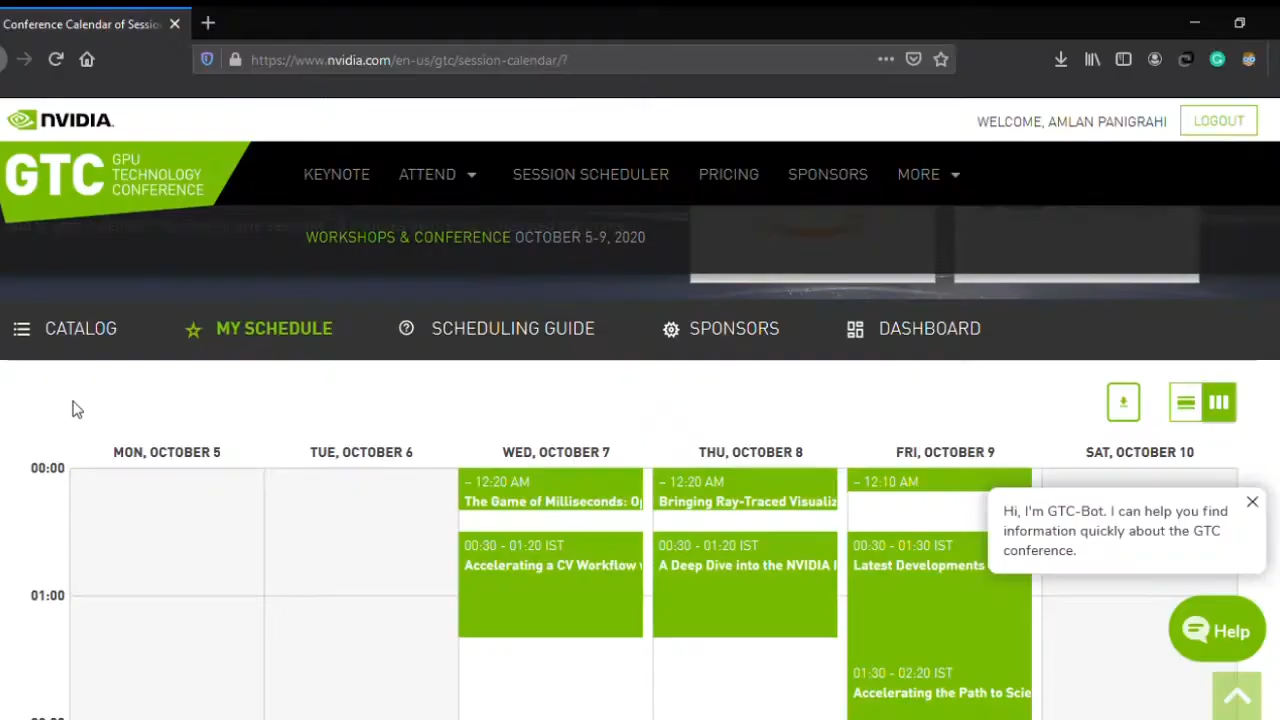 Conference Calendar of Sessio
https://www.nvidia.com/en-us/gtc/session-calendar/?
NVIDIA.
WELCOME, AMLAN PANIGRAHI
LOGOUT
GTC GPU TECHNOLOGY CONFERENCE
KEYNOTE
ATTEND
SESSION SCHEDULER
PRICING
SPONSORS
MORE
WORKSHOPS & CONFERENCE OCTOBER 5-9, 2020
CATALOG
MY SCHEDULE
SCHEDULING GUIDE
SPONSORS
DASHBOARD
MON, OCTOBER 5
TUE, OCTOBER 6
WED, OCTOBER 7
THU, OCTOBER 8
FRI, OCTOBER 9
SAT, OCTOBER 10
00:00
– 12:20 AM
The Game of Milliseconds: Op
– 12:20 AM
Bringing Ray-Traced Visualiz
– 12:10 AM
00:30 - 01:20 IST
Accelerating a CV Workflow
00:30 - 01:20 IST
A Deep Dive into the NVIDIA
00:30 - 01:30 IST
Latest Developments
Hi, I'm GTC-Bot. I can help you find
information quickly about the GTC
conference.
01:00
01:30 - 02:20 IST
Accelerating the Path to Scie
Help